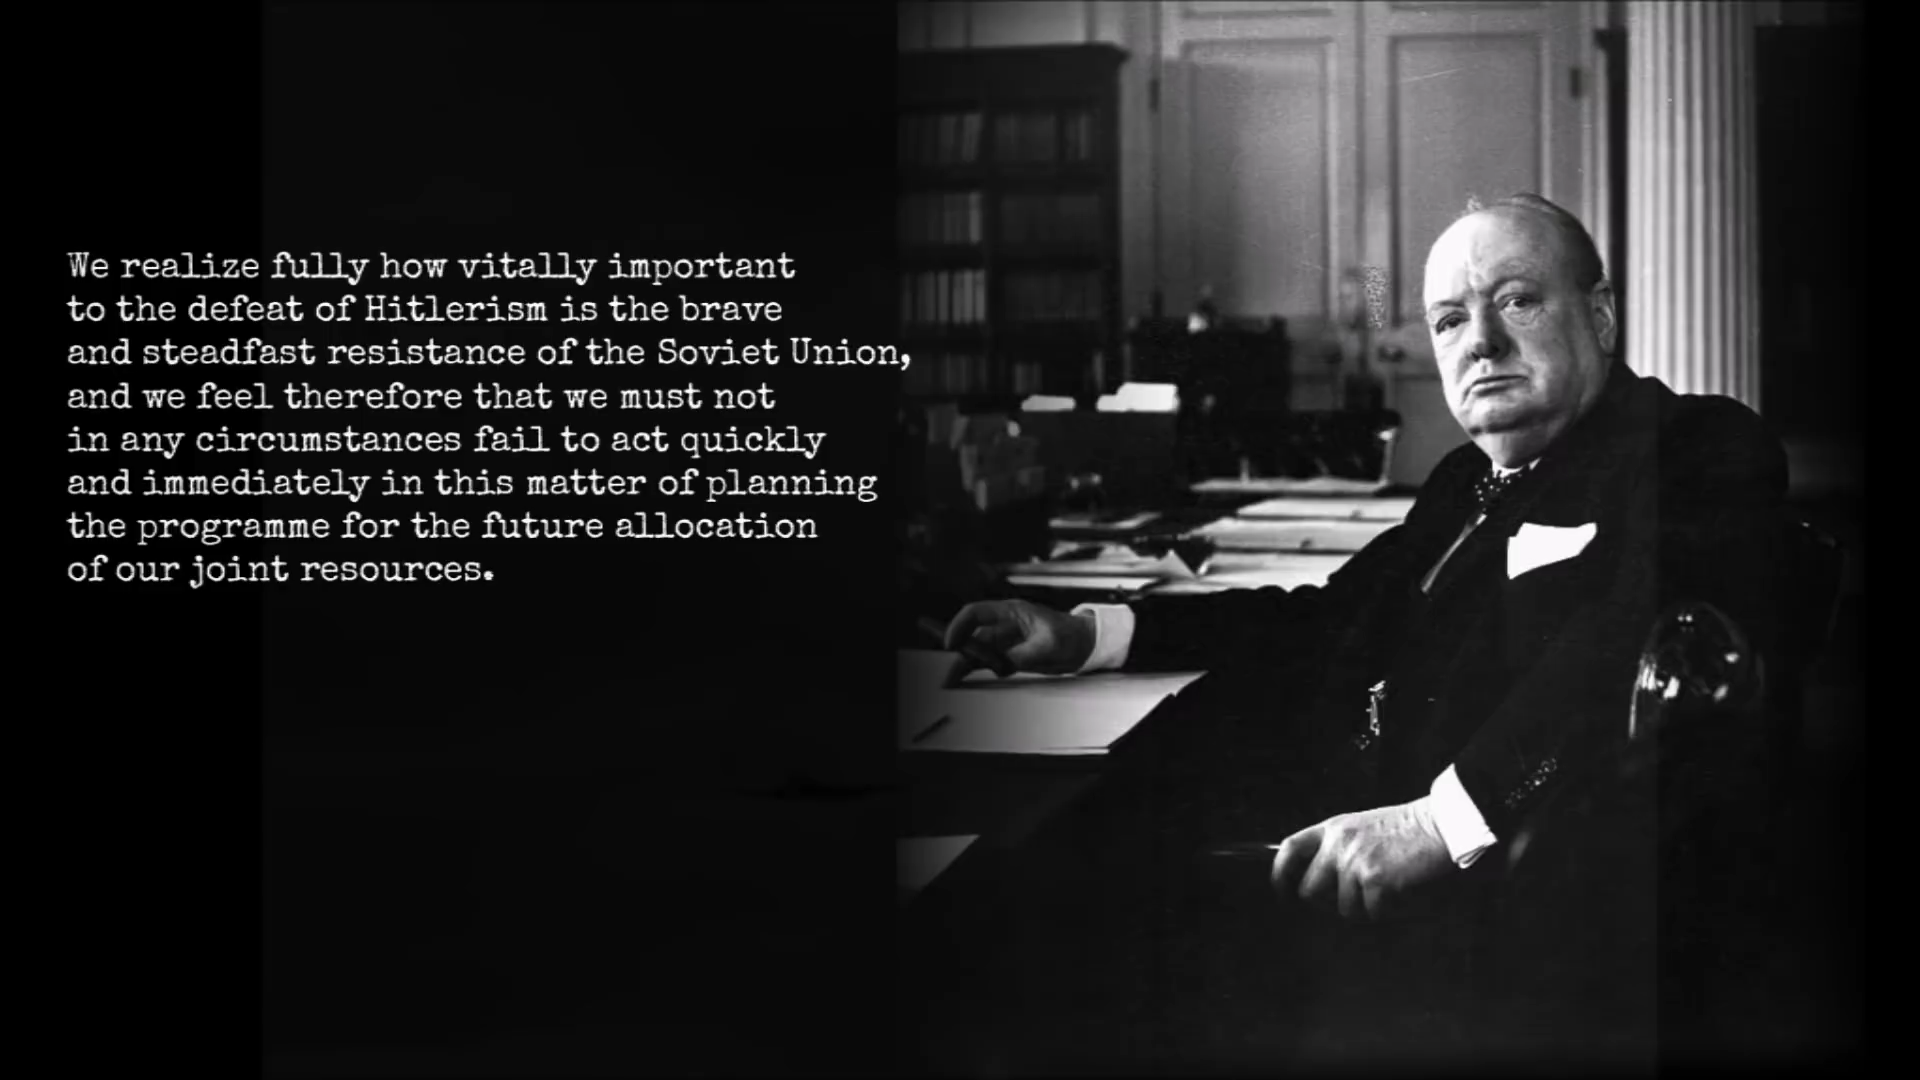 We realize fully how vitally important
to the defeat of Hitlerism is the brave
and steadfast resistance of the Soviet Union,
and we feel therefore that we must not
in any circumstances fail to act quickly
and immediately in this matter of planning
the programme for the future allocation
of our joint resources.